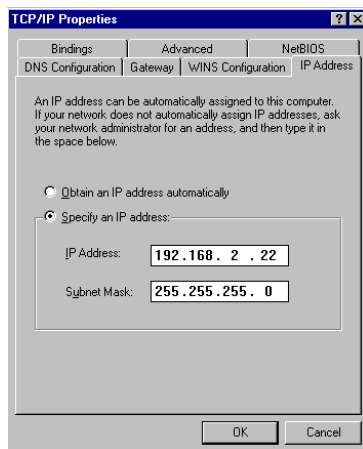 TCP/IP Properties
Bindings Advanced NetBIOS
DNS Configuration Gateway WINS Configuration IP Address
An IP address can be automatically assigned to this computer.
If your network does not automatically assign IP addresses, ask
your network administrator for an address, and then type it in
the space below.
Obtain an IP address automatically
Specify an IP address:
IP Address: 192.168. 2 .22
Subnet Mask: 255.255.255. 0
OK Cancel